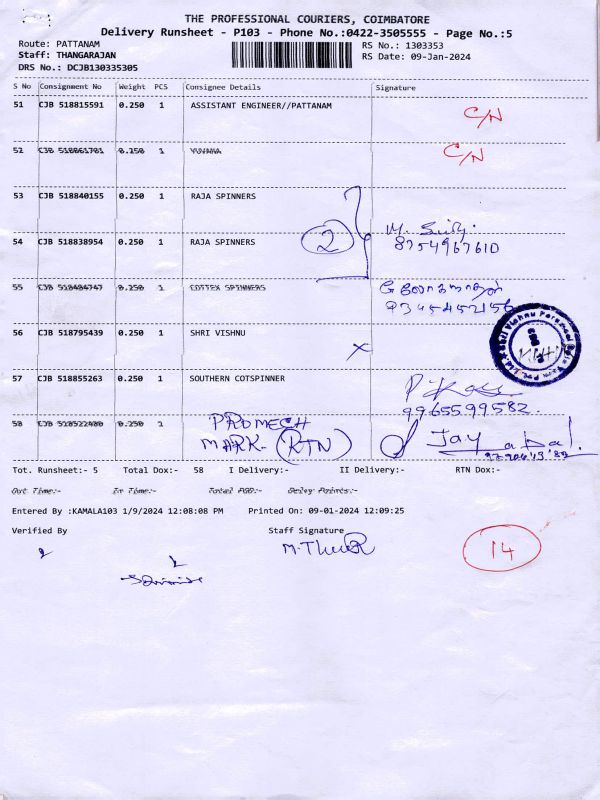 THE PROFESSIONAL COURIERS, COIMBATORE
Delivery Runsheet - P103 - Phone No.:0422-3505555 - Page No.:5
Route: PATTANAM
RS No.: 1303353
Staff: THANGARAJAN
RS Date: 09-Jan-2024
DRS No.: DCJB130335305
S No Consignment No Weight PCS Consignee Details Signature
51 CJB 518815591 0.250 1 ASSISTANT ENGINEER//PATTANAM C/N
52 CJB 518861781 0.250 1 C/N
53 CJB 518840155 0.250 1 RAJA SPINNERS
2
54 CJB 518838954 0.250 1 RAJA SPINNERS
8754967610
55 CJB 518484747 0.250 1 COTTEX SPINNERS
9345452156
56 CJB 518795439 0.250 1 SHRI VISHNU
57 CJB 518855263 0.250 1 SOUTHERN COTSPINNER
9965599582
58 CJB 518522480 0.250 1 PROMECH
MARK- (RTN)
Tot. Runsheet:- 5 Total Dox:- 58 I Delivery:- II Delivery:- RTN Dox:-
Out Time:- In Time:- Total POD:- Delay Points:-
Entered By :KAMALA103 1/9/2024 12:08:08 PM Printed On: 09-01-2024 12:09:25
Verified By Staff Signature
14